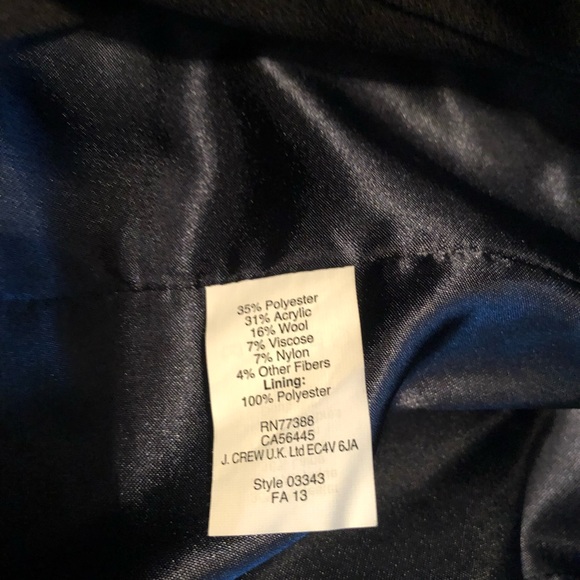 35% Polyester
31% Acrylic
16% Wool
7% Viscose
7% Nylon
4% Other Fibers
Lining:
100% Polyester
RN77388
CA56445
J. CREW U.K. Ltd EC4V 6JA
Style 03343
FA 13